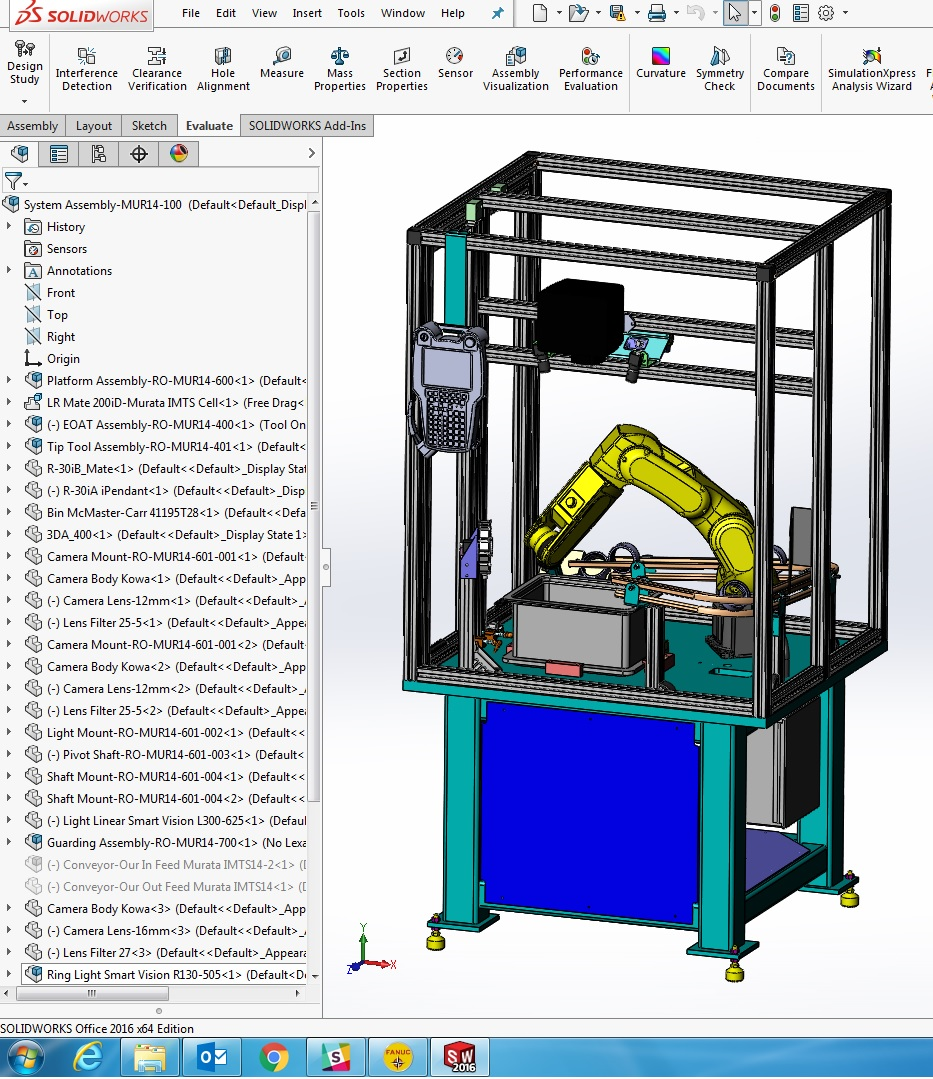 SOLIDWORKS
File Edit View Insert Tools Window Help
Design Study
Interference Detection
Clearance Verification
Hole Alignment
Measure
Mass Properties
Section Properties
Sensor
Assembly Visualization
Performance Evaluation
Curvature
Symmetry Check
Compare Documents
SimulationXpress Analysis Wizard
Assembly Layout Sketch Evaluate SOLIDWORKS Add-Ins
System Assembly-MUR14-100 (Default<Default_Displ
History
Sensors
Annotations
Front
Top
Right
Origin
Platform Assembly-RO-MUR14-600<1> (Default<
LR Mate 200iD-Murata IMTS Cell<1> (Free Drag<
(-) EOAT Assembly-RO-MUR14-400<1> (Tool On
Tip Tool Assembly-RO-MUR14-401<1> (Default<
R-30iB_Mate<1> (Default<<Default>_Display Stat
(-) R-30iA iPendant<1> (Default<<Default>_Disp
Bin McMaster-Carr 41195T28<1> (Default<<Defa
3DA_400<1> (Default<<Default>_Display State 1>
Camera Mount-RO-MUR14-601-001<1> (Default
Camera Body Kowa<1> (Default<<Default>_App
(-) Camera Lens-12mm<1> (Default<<Default>_
(-) Lens Filter 25-5<1> (Default<<Default>_Appea
Camera Mount-RO-MUR14-601-001<2> (Default
Camera Body Kowa<2> (Default<<Default>_App
(-) Camera Lens-12mm<2> (Default<<Default>_
(-) Lens Filter 25-5<2> (Default<<Default>_Appea
Light Mount-RO-MUR14-601-002<1> (Default<<
(-) Pivot Shaft-RO-MUR14-601-003<1> (Default<
Shaft Mount-RO-MUR14-601-004<1> (Default<<
Shaft Mount-RO-MUR14-601-004<2> (Default<<
(-) Light Linear Smart Vision L300-625<1> (Defaul
Guarding Assembly-RO-MUR14-700<1> (No Lexa
(-) Conveyor-Our In Feed Murata IMTS14-2<1> (D
(-) Conveyor-Our Out Feed Murata IMTS14<1> (D
Camera Body Kowa<3> (Default<<Default>_App
(-) Camera Lens-16mm<3> (Default<<Default>_
(-) Lens Filter 27<3> (Default<<Default>_Appeara
Ring Light Smart Vision R130-505<1> (Default<D
Y
Z X
SOLIDWORKS Office 2016 x64 Edition
FANUC
SW 2016